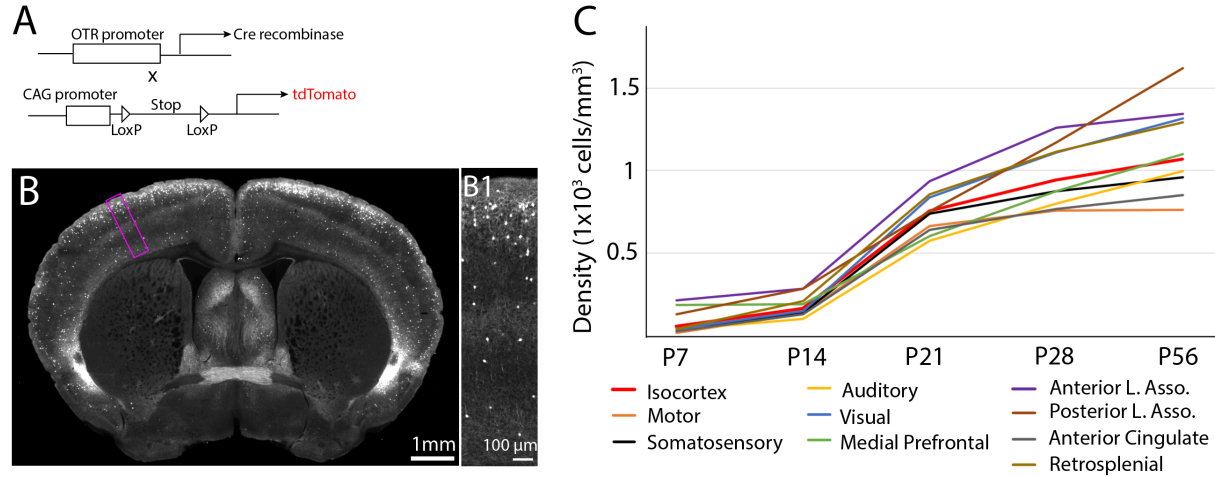 A
OTR promoter
Cre recombinase
x
CAG promoter
Stop
tdTomato
LoxP
LoxP
B
1mm
B1
100 µm
C
Density (1x10³ cells/mm³)
1.5
1
0.5
P7
P14
P21
P28
P56
Isocortex
Motor
Somatosensory
Auditory
Visual
Medial Prefrontal
Anterior L. Asso.
Posterior L. Asso.
Anterior Cingulate
Retrosplenial